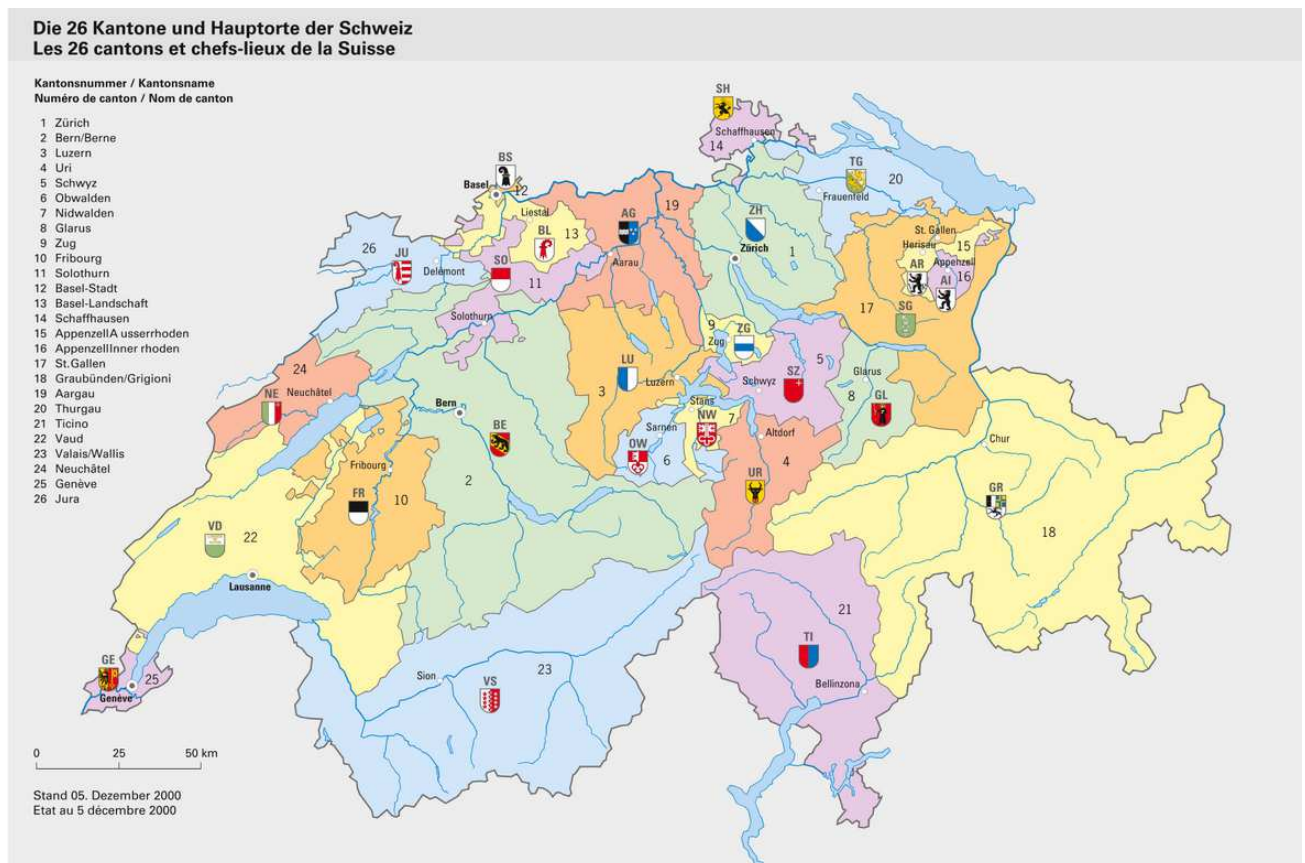 Die 26 Kantone und Hauptorte der Schweiz
Les 26 cantons et chefs-lieux de la Suisse
Kantonsnummer / Kantonsname
Numéro de canton / Nom de canton
1 Zürich
2 Bern/Berne
3 Luzern
4 Uri
5 Schwyz
6 Obwalden
7 Nidwalden
8 Glarus
9 Zug
10 Fribourg
11 Solothurn
12 Basel-Stadt
13 Basel-Landschaft
14 Schaffhausen
15 AppenzellA usserrhoden
16 AppenzellInner rhoden
17 St.Gallen
18 Graubünden/Grigioni
19 Aargau
20 Thurgau
21 Ticino
22 Vaud
23 Valais/Wallis
24 Neuchâtel
25 Genève
26 Jura
SH
Schaffhausen
14
BS
Basel
12
TG
20
Frauenfeld
Liestal
BL
13
AG
19
Aarau
ZH
Zürich
1
St. Gallen
Herisau
15
AR
Appenzell
16
AI
26
JU
Delémont
SO
11
Solothurn
17
SG
9
ZG
Zug
LU
Luzern
3
5
Schwyz
SZ
Glarus
8
GL
24
NE
Neuchâtel
Bern
BE
2
Stans
NW
7
Sarnen
OW
6
Altdorf
4
UR
Chur
GR
18
Fribourg
FR
10
VD
22
Lausanne
21
TI
Bellinzona
GE
Genève
25
Sion
VS
23
0 25 50 km
Stand 05. Dezember 2000
Etat au 5 décembre 2000